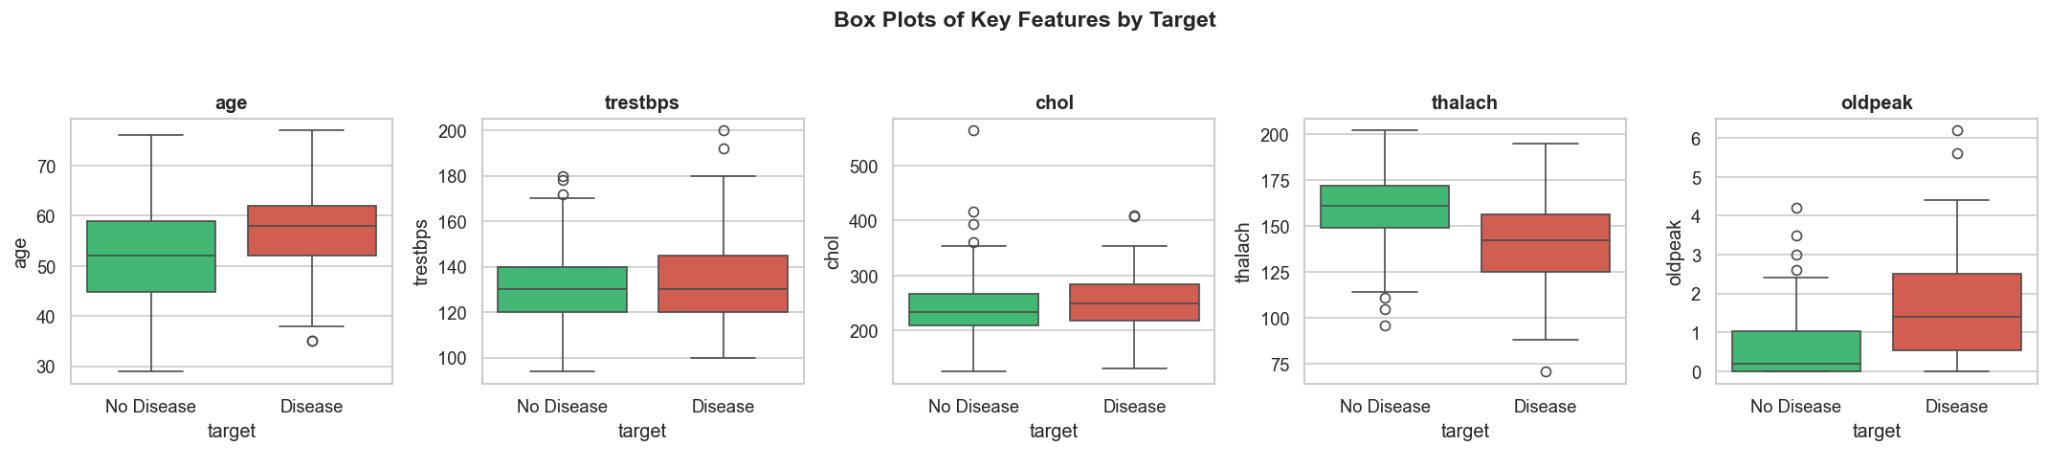 Box Plots of Key Features by Target
age
age
70
60
50
40
30
No Disease
Disease
target
trestbps
trestbps
200
180
160
140
120
100
No Disease
Disease
target
chol
chol
500
400
300
200
No Disease
Disease
target
thalach
thalach
200
175
150
125
100
75
No Disease
Disease
target
oldpeak
oldpeak
6
5
4
3
2
1
0
No Disease
Disease
target